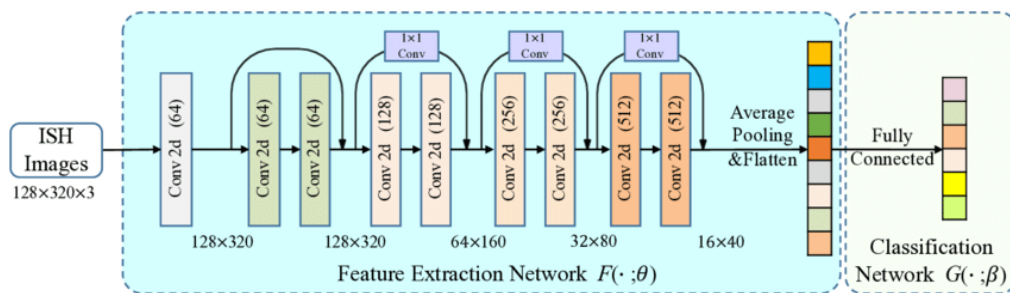 ISH
Images
128×320×3
Conv 2d (64)
Conv 2d (64)
Conv 2d (64)
1×1
Conv
Conv 2d (128)
Conv 2d (128)
1×1
Conv
Conv 2d (256)
Conv 2d (256)
1×1
Conv
Conv 2d (512)
Conv 2d (512)
128×320
128×320
64×160
32×80
16×40
Average
Pooling
&Flatten
Feature Extraction Network F(· ;θ)
Fully
Connected
Classification
Network G(·;β)